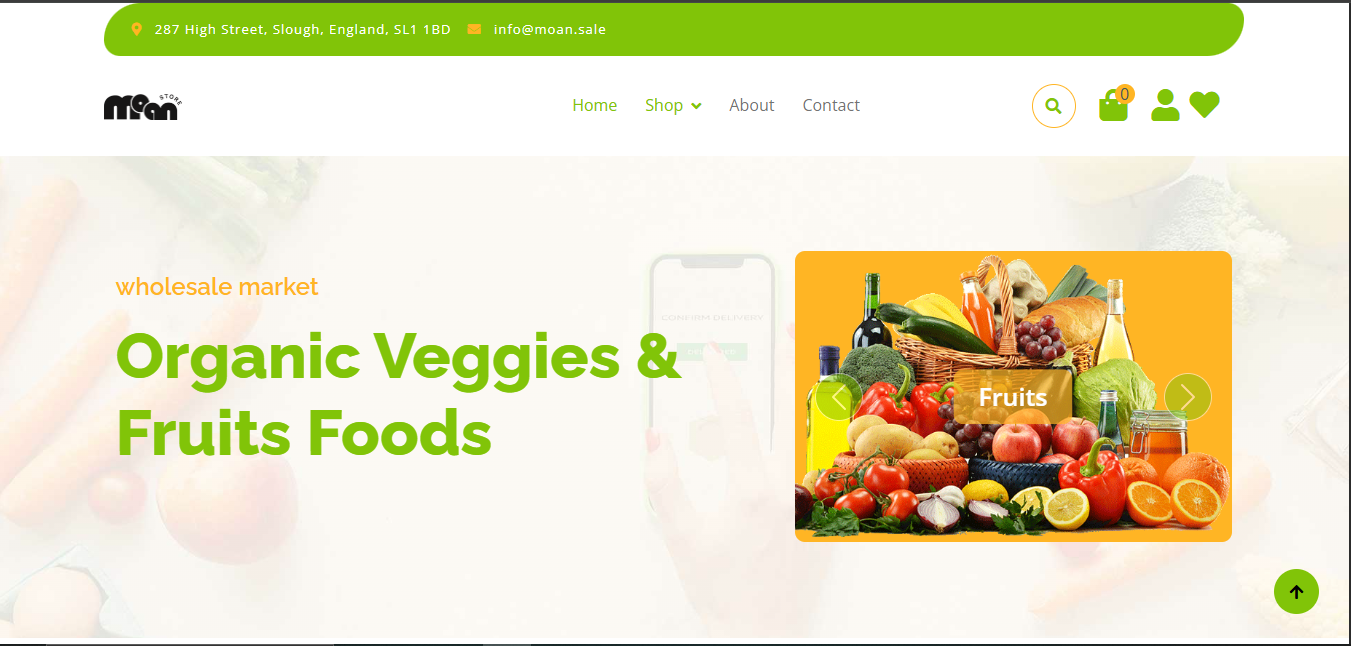 287 High Street, Slough, England, SL1 1BD info@moan.sale
moan STORE
Home Shop About Contact
0
wholesale market
Organic Veggies &
Fruits Foods
CONFIRM DELIVERY
Fruits